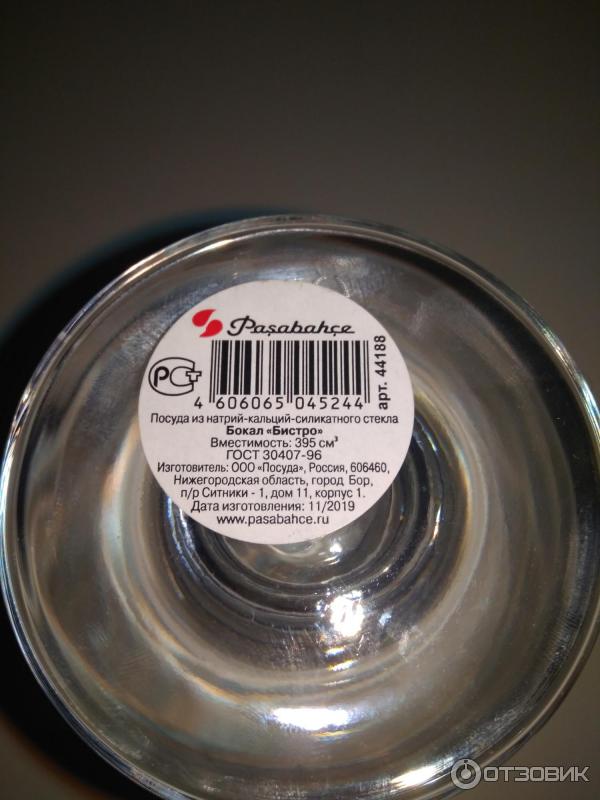 Paşabahçe
РСТ
4 606065 045244
арт. 44188
Посуда из натрий-кальций-силикатного стекла
Бокал «Бистро»
Вместимость: 395 см³
ГОСТ 30407-96
Изготовитель: ООО «Посуда», Россия, 606460,
Нижегородская область, город Бор,
п/р Ситники - 1, дом 11, корпус 1.
Дата изготовления: 11/2019
www.pasabahce.ru
ОТЗОВИК